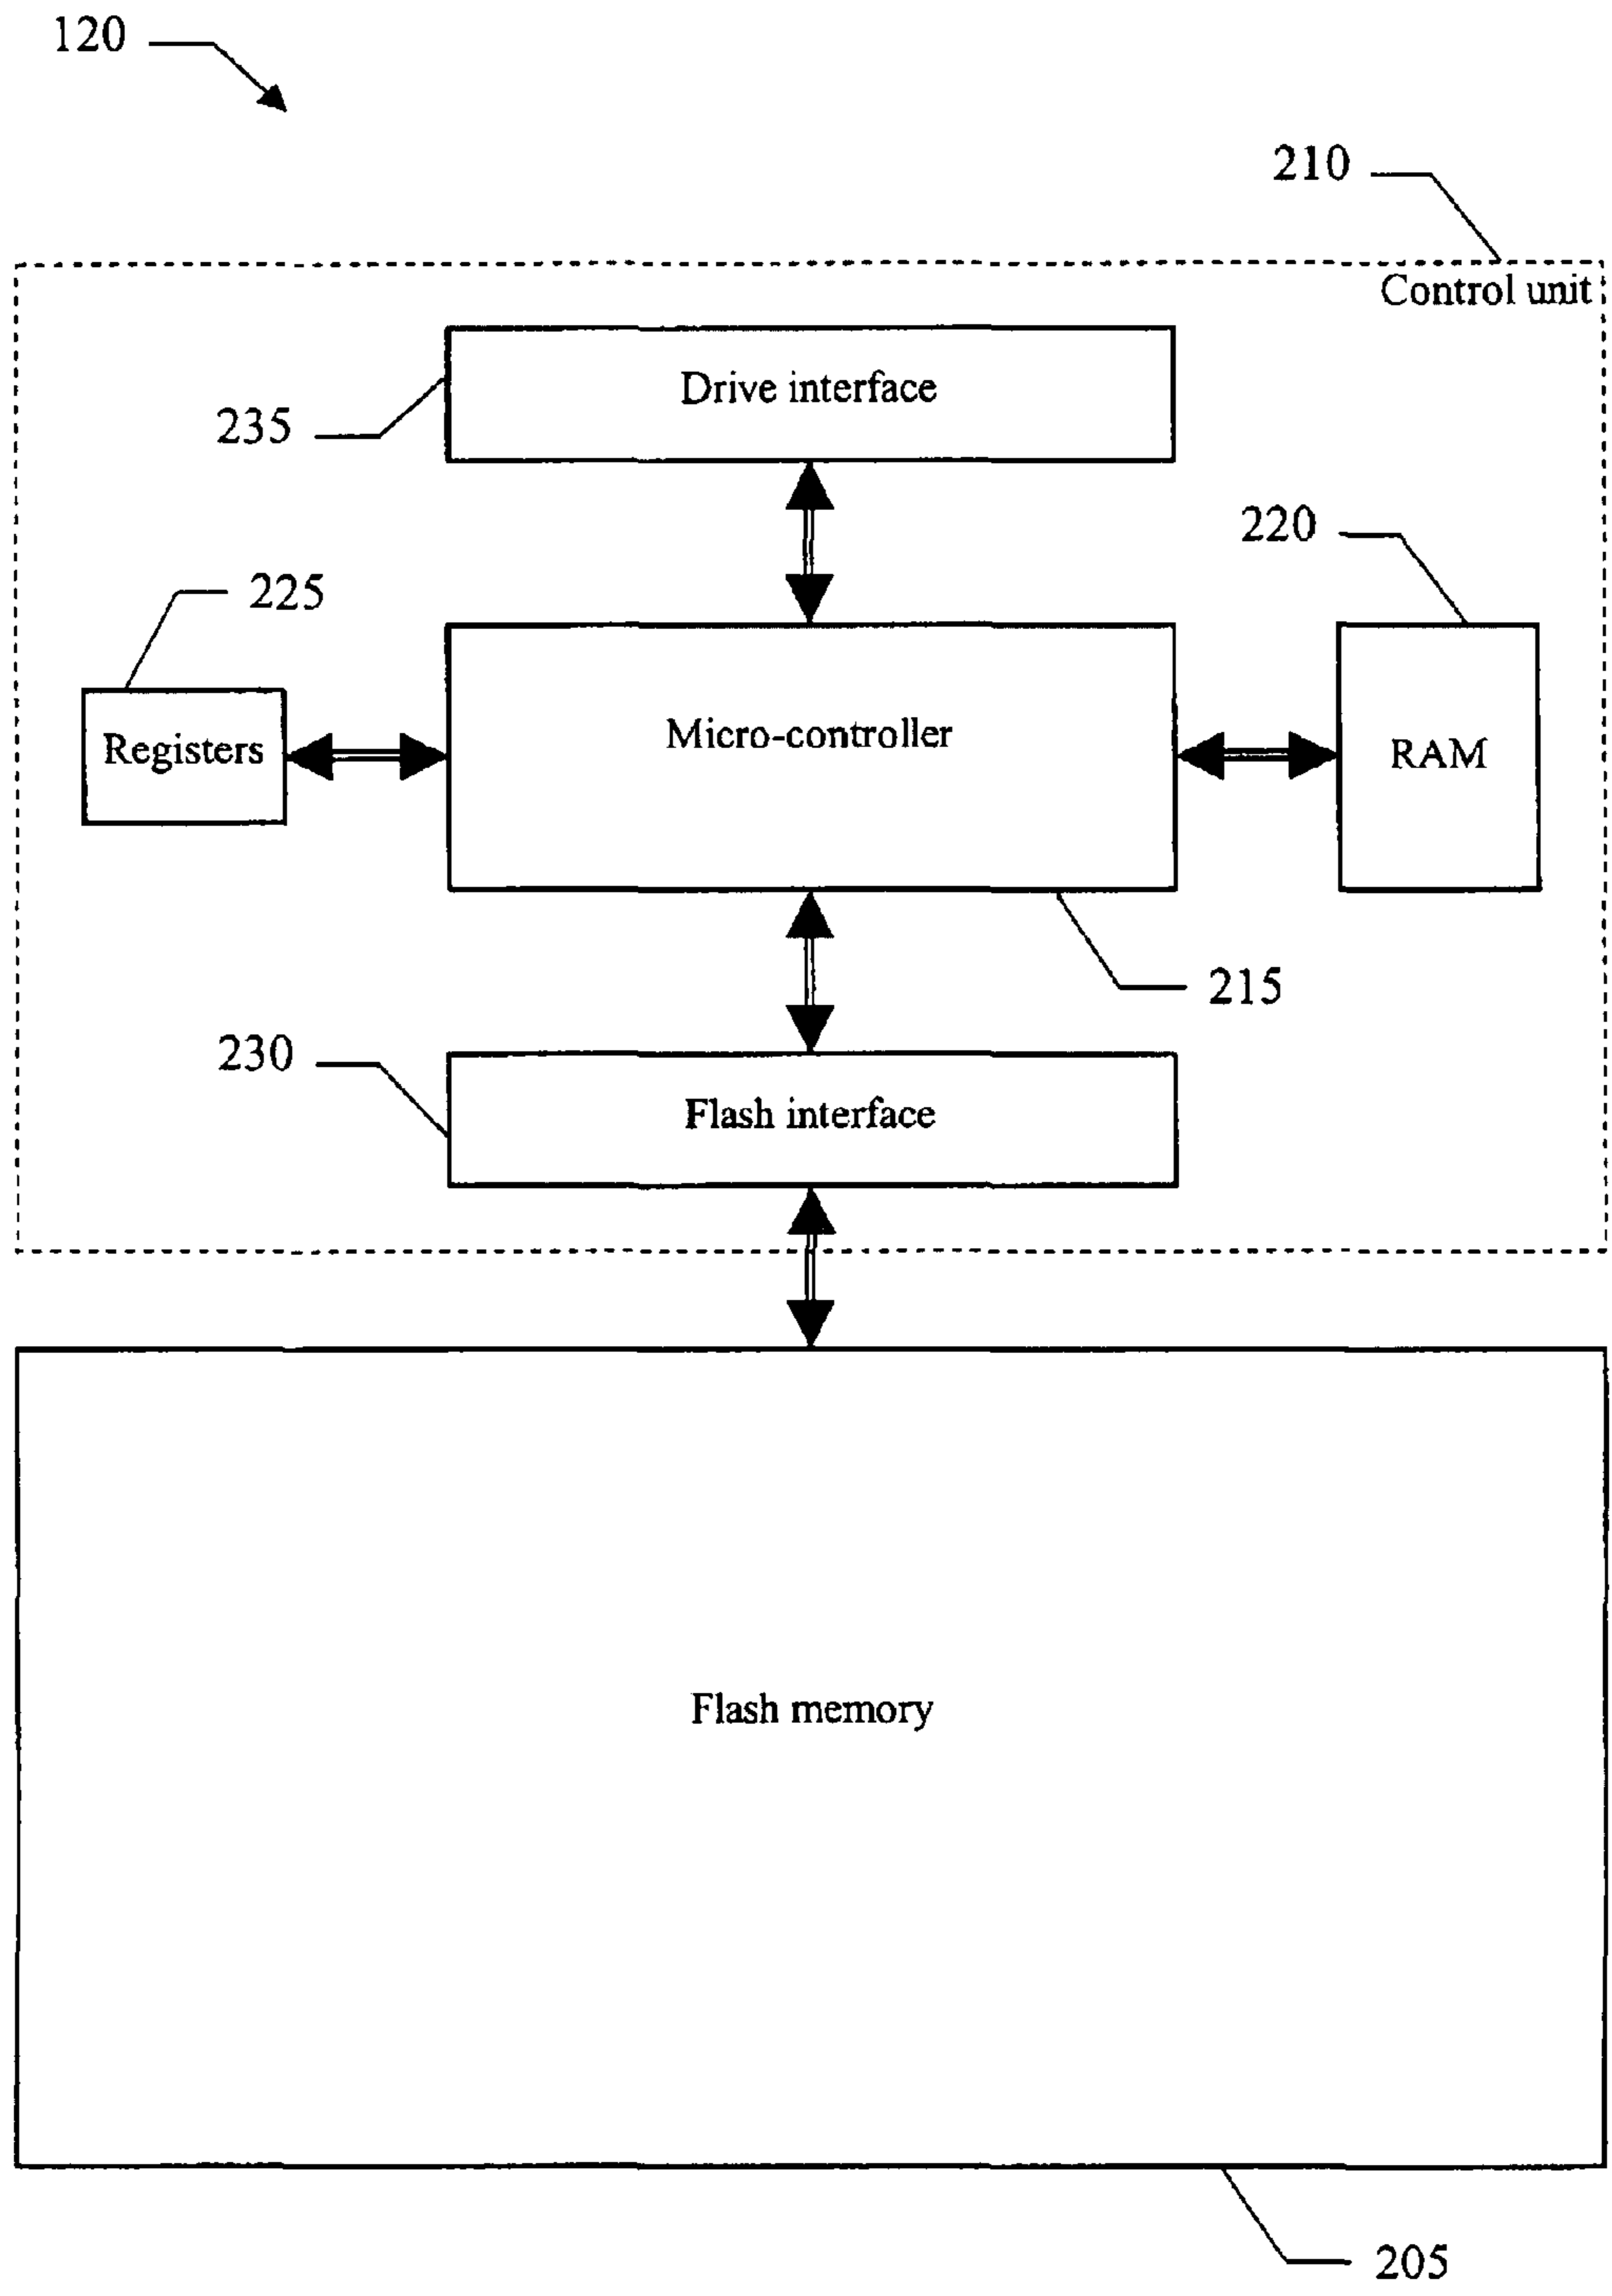 120
210
Control unit
Drive interface
235
220
225
Micro-controller
Registers
RAM
215
230
Flash interface
Flash memory
205